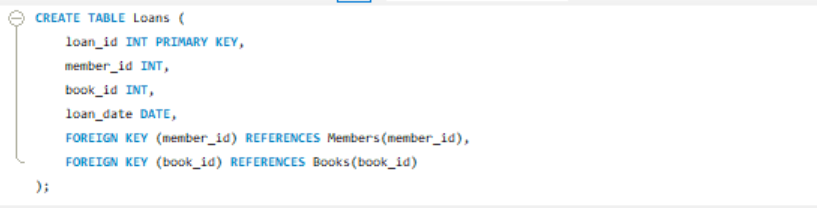 CREATE TABLE Loans (
loan_id INT PRIMARY KEY,
member_id INT,
book_id INT,
loan_date DATE,
FOREIGN KEY (member_id) REFERENCES Members(member_id),
FOREIGN KEY (book_id) REFERENCES Books(book_id)
);